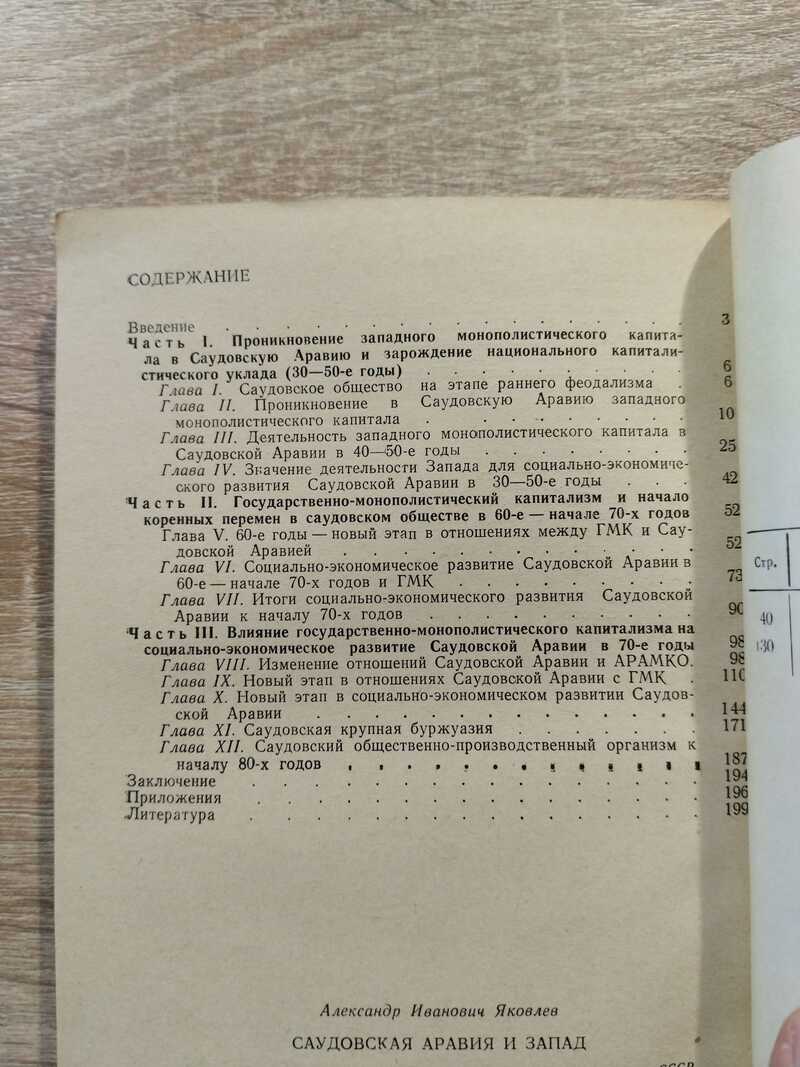 СОДЕРЖАНИЕ
Введение . . . . . . . . . . . . . . . . 3
Часть I. Проникновение западного монополистического капита-
ла в Саудовскую Аравию и зарождение национального капитали-
стического уклада (30—50-е годы) . . . . . . . . . 6
Глава I. Саудовское общество на этапе раннего феодализма . 6
Глава II. Проникновение в Саудовскую Аравию западного
монополистического капитала . . . . . . . . . 10
Глава III. Деятельность западного монополистического капитала в
Саудовской Аравии в 40—50-е годы . . . . . . . 25
Глава IV. Значение деятельности Запада для социально-экономиче-
ского развития Саудовской Аравии в 30—50-е годы . . . 42
Часть II. Государственно-монополистический капитализм и начало
коренных перемен в саудовском обществе в 60-е — начале 70-х годов 52
Глава V. 60-е годы — новый этап в отношениях между ГМК и Сау-
довской Аравией . . . . . . . . . . . . . 52
Глава VI. Социально-экономическое развитие Саудовской Аравии в
60-е — начале 70-х годов и ГМК . . . . . . . . 73
Глава VII. Итоги социально-экономического развития Саудовской
Аравии к началу 70-х годов . . . . . . . . . 90
Часть III. Влияние государственно-монополистического капитализма на
социально-экономическое развитие Саудовской Аравии в 70-е годы 98
Глава VIII. Изменение отношений Саудовской Аравии и АРАМКО. 98
Глава IX. Новый этап в отношениях Саудовской Аравии с ГМК . 110
Глава X. Новый этап в социально-экономическом развитии Саудов-
ской Аравии . . . . . . . . . . . . . 144
Глава XI. Саудовская крупная буржуазия . . . . . . . 171
Глава XII. Саудовский общественно-производственный организм к
началу 80-х годов . . . . . . . . . . . . . 187
Заключение . . . . . . . . . . . . . . . 194
Приложения . . . . . . . . . . . . . . . 196
Литература . . . . . . . . . . . . . . . 199
Александр Иванович Яковлев
САУДОВСКАЯ АРАВИЯ И ЗАПАД
СССР
Стр.
40
130